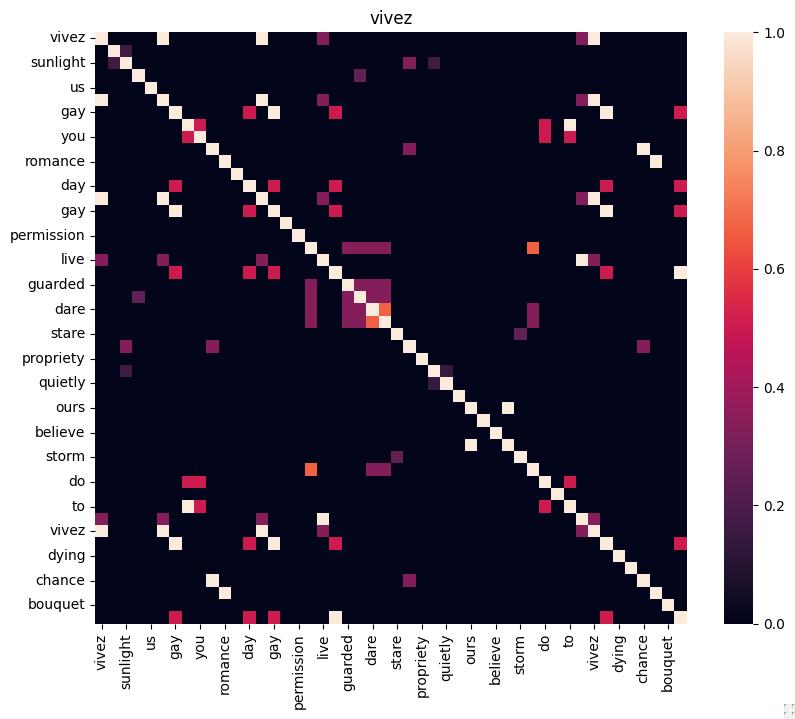 vivez
vivez
sunlight
us
gay
you
romance
day
gay
permission
live
guarded
dare
stare
propriety
quietly
ours
believe
storm
do
to
vivez
dying
chance
bouquet
vivez
sunlight
us
gay
you
romance
day
gay
permission
live
guarded
dare
stare
propriety
quietly
ours
believe
storm
do
to
vivez
dying
chance
bouquet
1.0
0.8
0.6
0.4
0.2
0.0